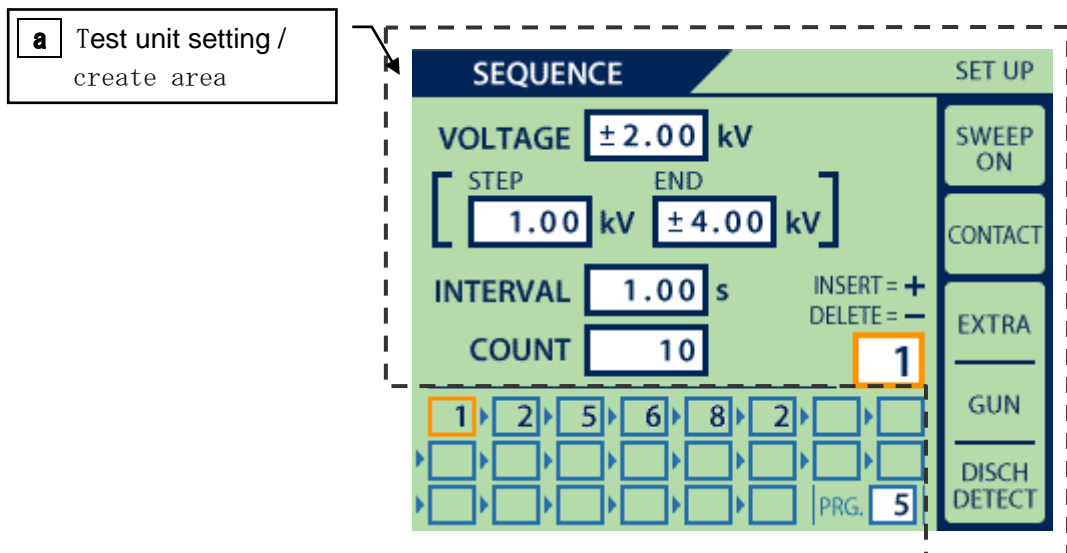 a Test unit setting /
create area
SEQUENCE
SET UP
VOLTAGE ±2.00 kV
STEP END
1.00 kV ±4.00 kV
INTERVAL 1.00 s
COUNT 10
INSERT = +
DELETE = −
1
SWEEP
ON
CONTACT
EXTRA
GUN
DISCH
DETECT
1 2 5 6 8 2
PRG. 5